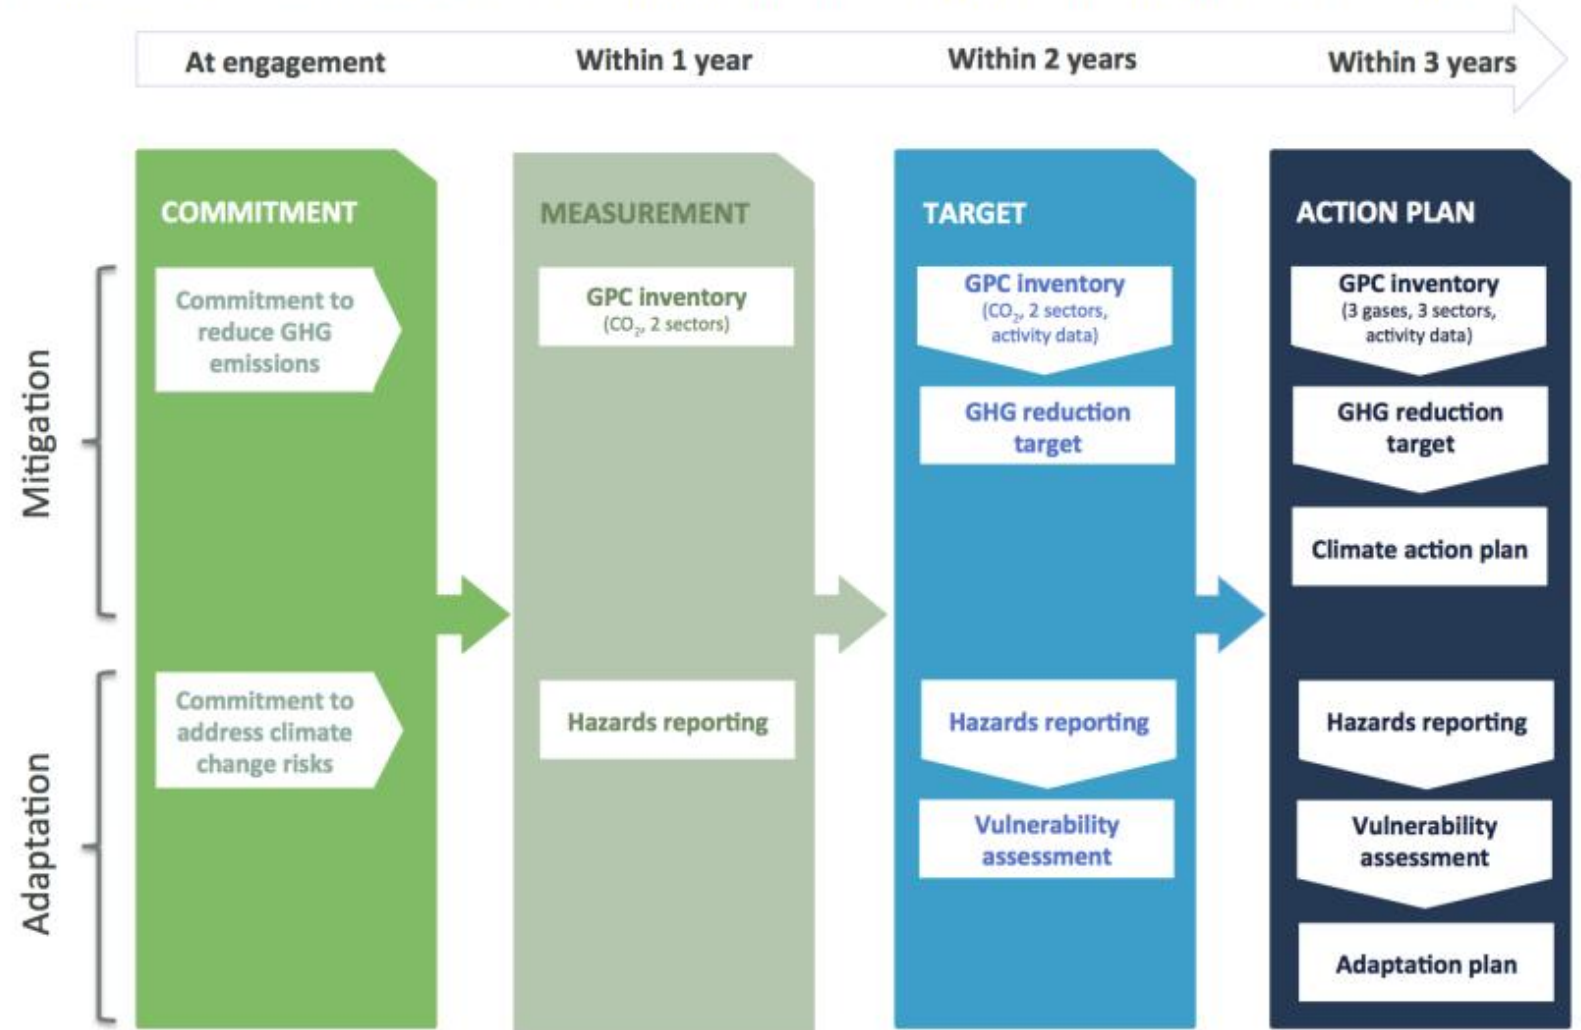 At engagement
Within 1 year
Within 2 years
Within 3 years
Mitigation
Adaptation
COMMITMENT
Commitment to
reduce GHG
emissions
Commitment to
address climate
change risks
MEASUREMENT
GPC inventory
(CO₂, 2 sectors)
Hazards reporting
TARGET
GPC inventory
(CO₂, 2 sectors,
activity data)
GHG reduction
target
Hazards reporting
Vulnerability
assessment
ACTION PLAN
GPC inventory
(3 gases, 3 sectors,
activity data)
GHG reduction
target
Climate action plan
Hazards reporting
Vulnerability
assessment
Adaptation plan